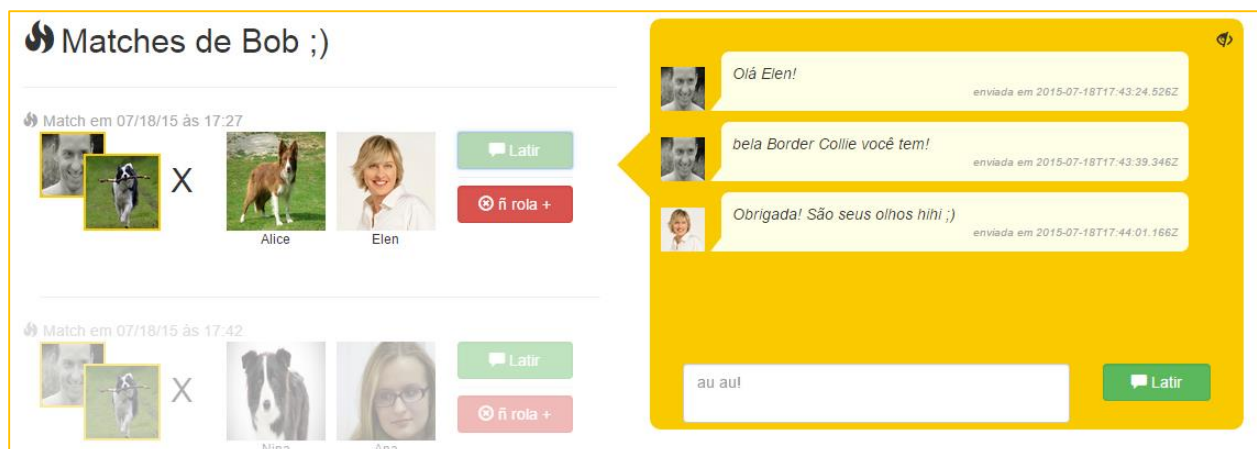 Matches de Bob ;)
Match em 07/18/15 às 17:27
X
Latir
ñ rola +
Alice
Elen
Match em 07/18/15 às 17:42
X
Latir
ñ rola +
Nina
Ana
Olá Elen!
enviada em 2015-07-18T17:43:24.526Z
bela Border Collie você tem!
enviada em 2015-07-18T17:43:39.346Z
Obrigada! São seus olhos hihi ;)
enviada em 2015-07-18T17:44:01.166Z
au au!
Latir